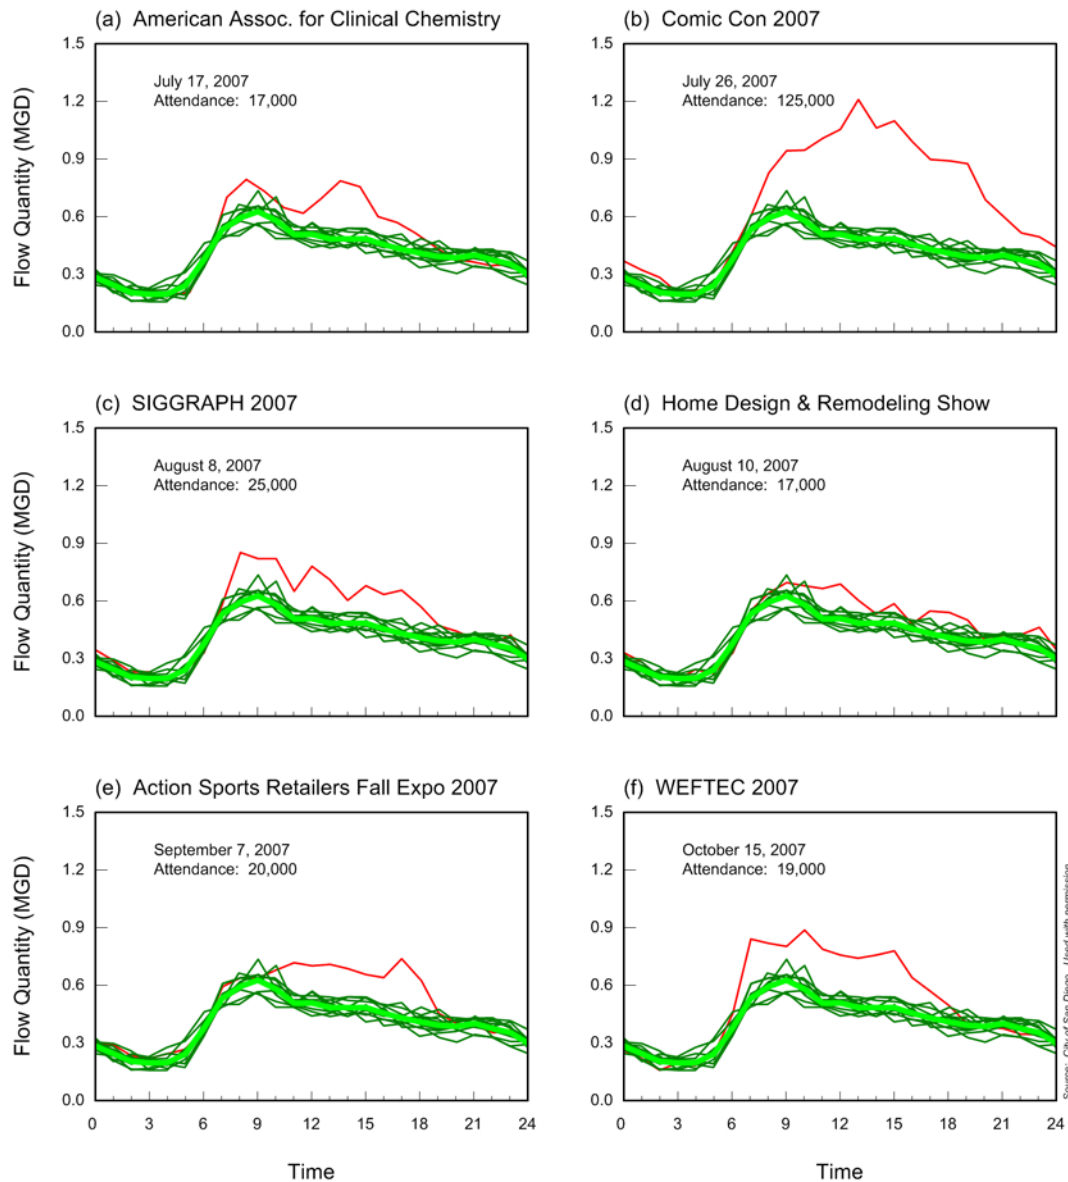 (a) American Assoc. for Clinical Chemistry
(b) Comic Con 2007
1.5
1.2
0.9
0.6
0.3
0.0
Flow Quantity (MGD)
July 17, 2007
Attendance: 17,000
1.5
1.2
0.9
0.6
0.3
0.0
July 26, 2007
Attendance: 125,000
(c) SIGGRAPH 2007
(d) Home Design & Remodeling Show
1.5
1.2
0.9
0.6
0.3
0.0
Flow Quantity (MGD)
August 8, 2007
Attendance: 25,000
1.5
1.2
0.9
0.6
0.3
0.0
August 10, 2007
Attendance: 17,000
(e) Action Sports Retailers Fall Expo 2007
(f) WEFTEC 2007
1.5
1.2
0.9
0.6
0.3
0.0
Flow Quantity (MGD)
September 7, 2007
Attendance: 20,000
1.5
1.2
0.9
0.6
0.3
0.0
October 15, 2007
Attendance: 19,000
0 3 6 9 12 15 18 21 24
0 3 6 9 12 15 18 21 24
Time
Time
Source: City of San Diego. Used with permission